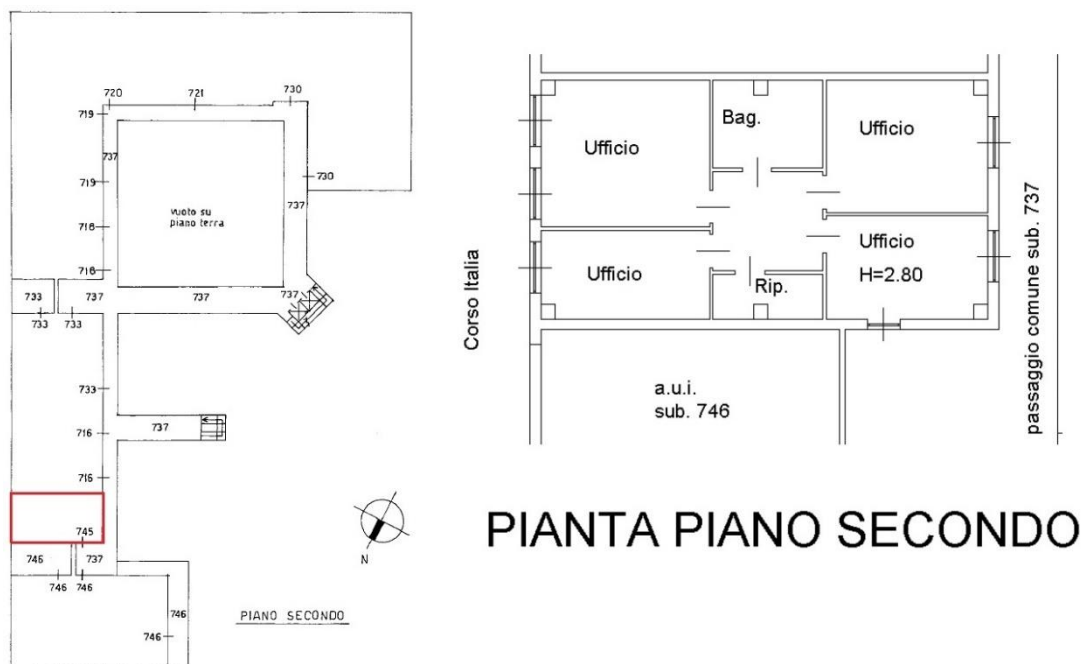 720
721
730
719
737
719
730
vuoto su
piano terra
737
718
716
733
737
737
737
733
733
733
737
716
716
745
746
737
746
746
N
746
746
PIANO SECONDO
Ufficio
Bag.
Ufficio
Ufficio
Rip.
Ufficio
H=2.80
Corso Italia
passaggio comune sub. 737
a.u.i.
sub. 746
PIANTA PIANO SECONDO